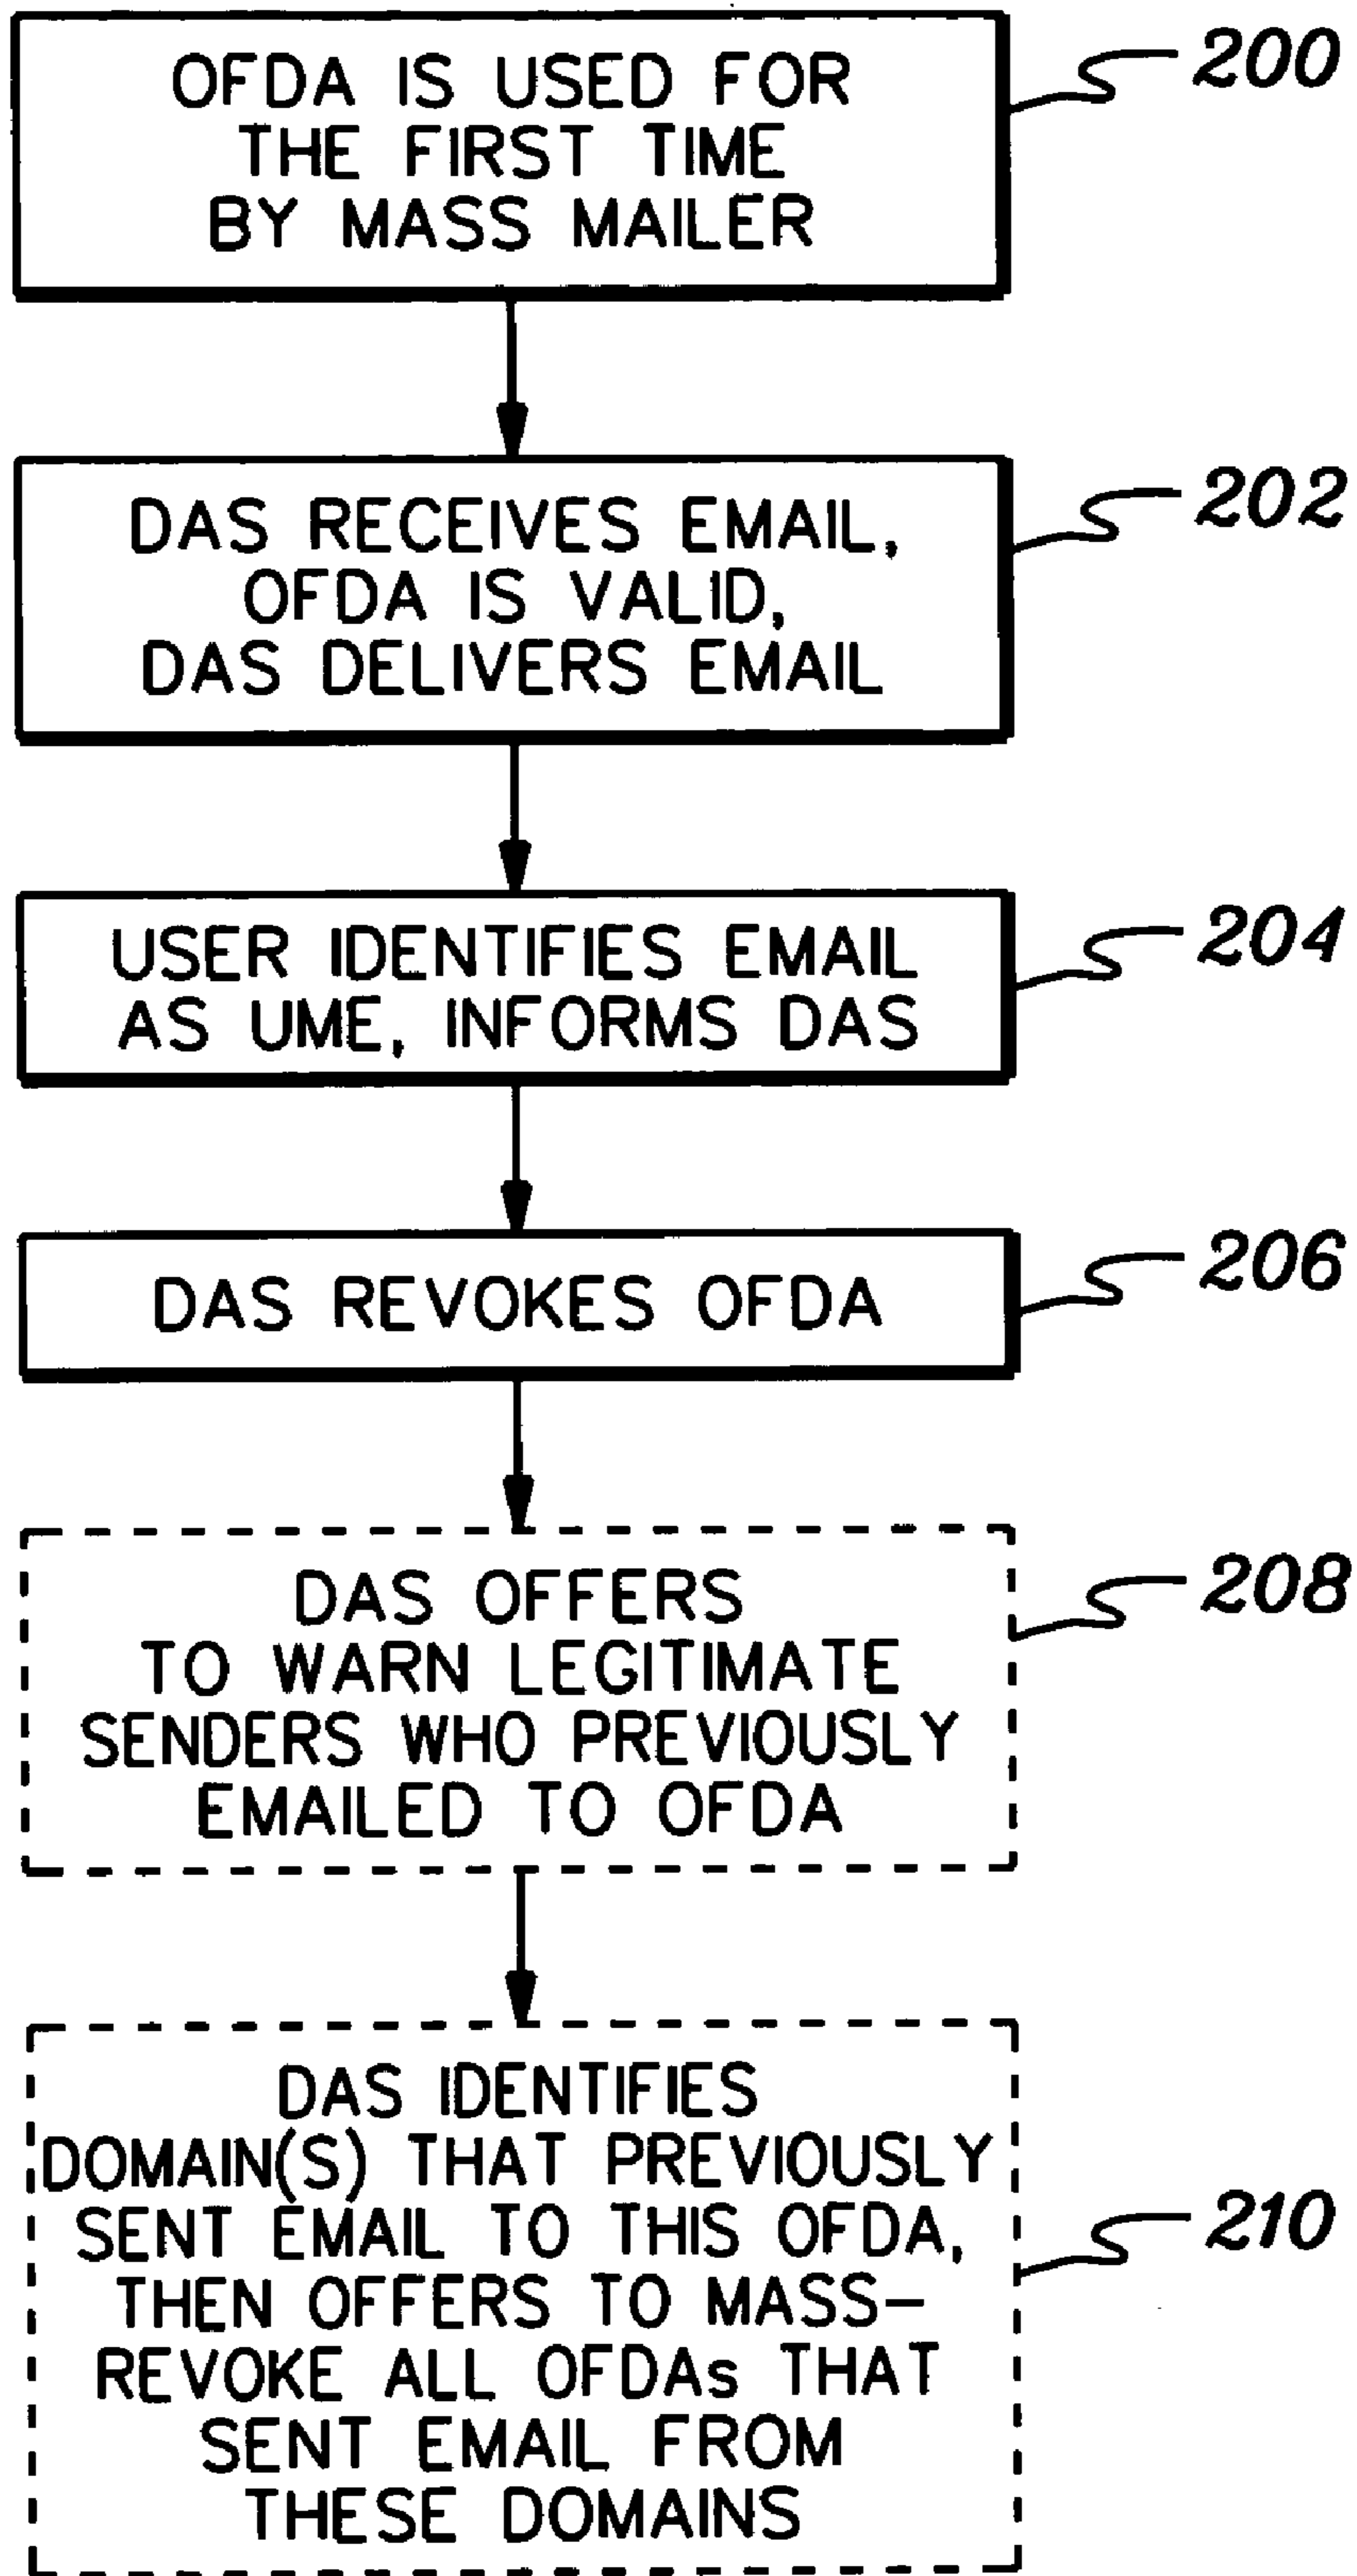 OFDA IS USED FOR
THE FIRST TIME
BY MASS MAILER
200
DAS RECEIVES EMAIL,
OFDA IS VALID,
DAS DELIVERS EMAIL
202
USER IDENTIFIES EMAIL
AS UME, INFORMS DAS
204
DAS REVOKES OFDA
206
DAS OFFERS
TO WARN LEGITIMATE
SENDERS WHO PREVIOUSLY
EMAILED TO OFDA
208
DAS IDENTIFIES
DOMAIN(S) THAT PREVIOUSLY
SENT EMAIL TO THIS OFDA,
THEN OFFERS TO MASS-
REVOKE ALL OFDAs THAT
SENT EMAIL FROM
THESE DOMAINS
210